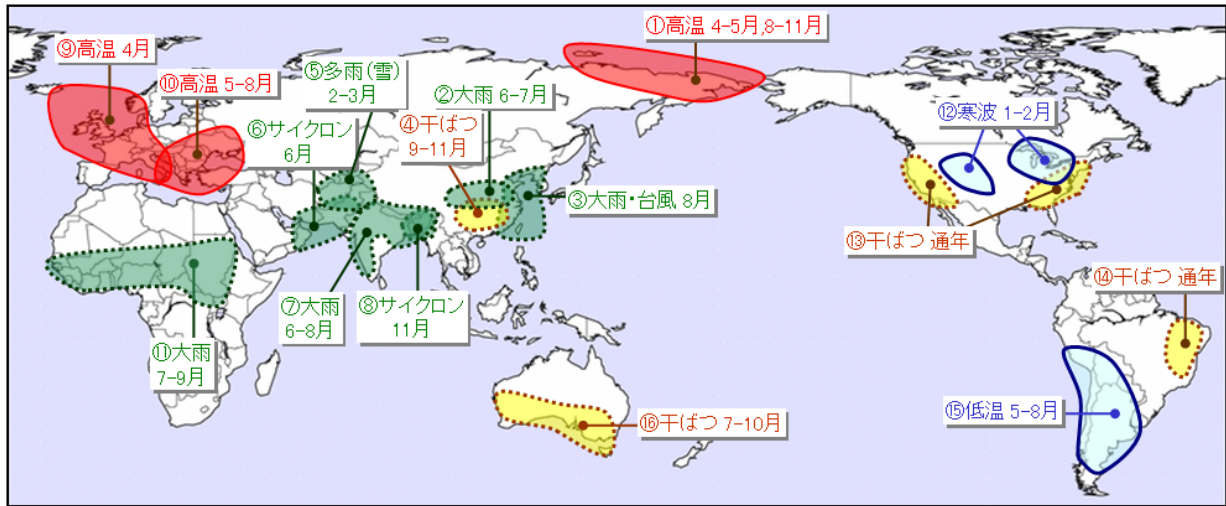 ①高温 4-5月,8-11月
⑨高温 4月
⑩高温 5-8月
⑤多雨(雪)
2-3月
②大雨 6-7月
⑫寒波 1-2月
⑥サイクロン
6月
④干ばつ
9-11月
③大雨・台風 8月
⑬干ばつ 通年
⑭干ばつ 通年
⑦大雨
6-8月
⑧サイクロン
11月
⑪大雨
7-9月
⑮低温 5-8月
⑯干ばつ 7-10月